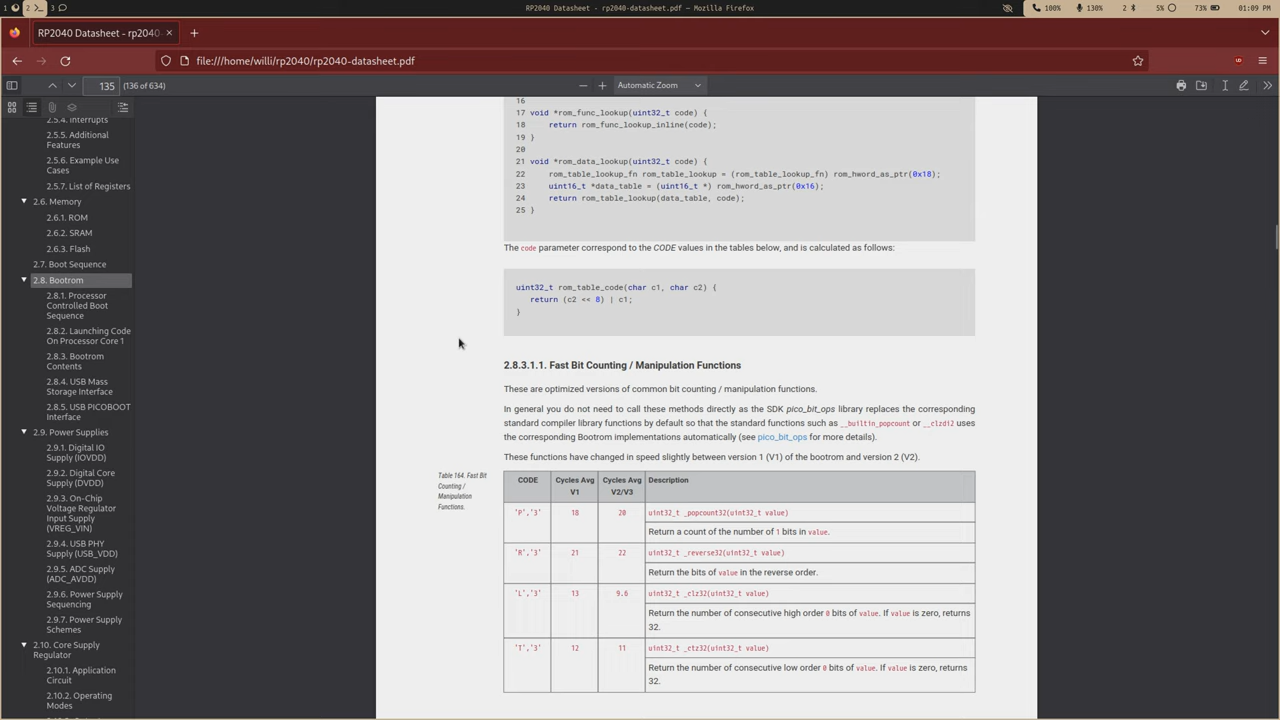 1 2 3 RP2040 Datasheet - rp2040-datasheet.pdf — Mozilla Firefox 100% 130% 2 5% 73% 01:09 PM
RP2040 Datasheet - rp2040-
file:///home/willi/rp2040/rp2040-datasheet.pdf
135 (136 of 634) Automatic Zoom
2.5.4. Interrupts
2.5.5. Additional
Features
2.5.6. Example Use
Cases
2.5.7. List of Registers
2.6. Memory
2.6.1. ROM
2.6.2. SRAM
2.6.3. Flash
2.7. Boot Sequence
2.8. Bootrom
2.8.1. Processor
Controlled Boot
Sequence
2.8.2. Launching Code
On Processor Core 1
2.8.3. Bootrom
Contents
2.8.4. USB Mass
Storage Interface
2.8.5. USB PICOBOOT
Interface
2.9. Power Supplies
2.9.1. Digital IO
Supply (IOVDD)
2.9.2. Digital Core
Supply (DVDD)
2.9.3. On-Chip
Voltage Regulator
Input Supply
(VREG_VIN)
2.9.4. USB PHY
Supply (USB_VDD)
2.9.5. ADC Supply
(ADC_AVDD)
2.9.6. Power Supply
Sequencing
2.9.7. Power Supply
Schemes
2.10. Core Supply
Regulator
2.10.1. Application
Circuit
2.10.2. Operating
Modes
16
17 void *rom_func_lookup(uint32_t code) {
18 return rom_func_lookup_inline(code);
19 }
20
21 void *rom_data_lookup(uint32_t code) {
22 rom_table_lookup_fn rom_table_lookup = (rom_table_lookup_fn) rom_hword_as_ptr(0x18);
23 uint16_t *data_table = (uint16_t *) rom_hword_as_ptr(0x16);
24 return rom_table_lookup(data_table, code);
25 }
The code parameter correspond to the CODE values in the tables below, and is calculated as follows:
uint32_t rom_table_code(char c1, char c2) {
return (c2 << 8) | c1;
}
2.8.3.1.1. Fast Bit Counting / Manipulation Functions
These are optimized versions of common bit counting / manipulation functions.
In general you do not need to call these methods directly as the SDK pico_bit_ops library replaces the corresponding
standard compiler library functions by default so that the standard functions such as __builtin_popcount or __clzdi2 uses
the corresponding Bootrom implementations automatically (see pico_bit_ops for more details).
These functions have changed in speed slightly between version 1 (V1) of the bootrom and version 2 (V2).
Table 164. Fast Bit
Counting /
Manipulation
Functions.
CODE Cycles Avg V1 Cycles Avg V2/V3 Description
'P','3' 18 20 uint32_t _popcount32(uint32_t value)
Return a count of the number of 1 bits in value.
'R','3' 21 22 uint32_t _reverse32(uint32_t value)
Return the bits of value in the reverse order.
'L','3' 13 9.6 uint32_t _clz32(uint32_t value)
Return the number of consecutive high order 0 bits of value. If value is zero, returns
32.
'T','3' 12 11 uint32_t _ctz32(uint32_t value)
Return the number of consecutive low order 0 bits of value. If value is zero, returns
32.